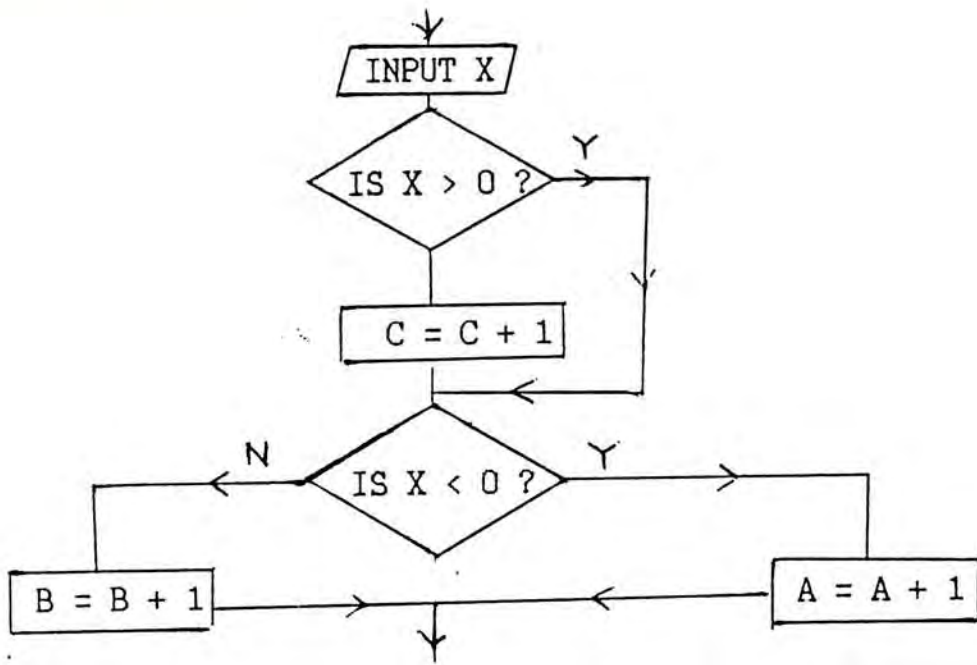 INPUT X
Y
IS X > 0 ?
C = C + 1
N
Y
IS X < 0 ?
B = B + 1
A = A + 1